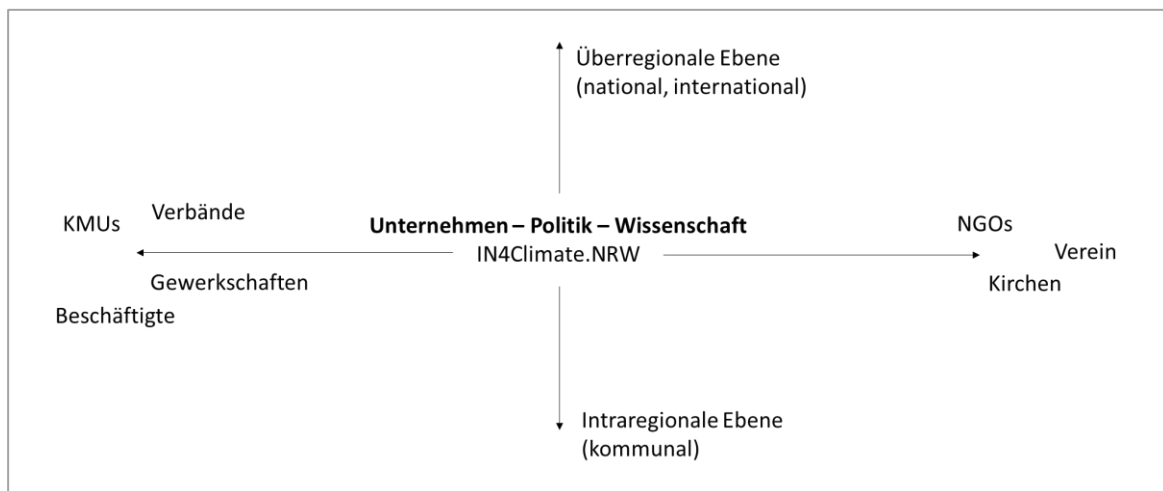 Überregionale Ebene
(national, international)
KMUs
Verbände
Gewerkschaften
Beschäftigte
Unternehmen – Politik – Wissenschaft
IN4Climate.NRW
NGOs
Verein
Kirchen
Intraregionale Ebene
(kommunal)